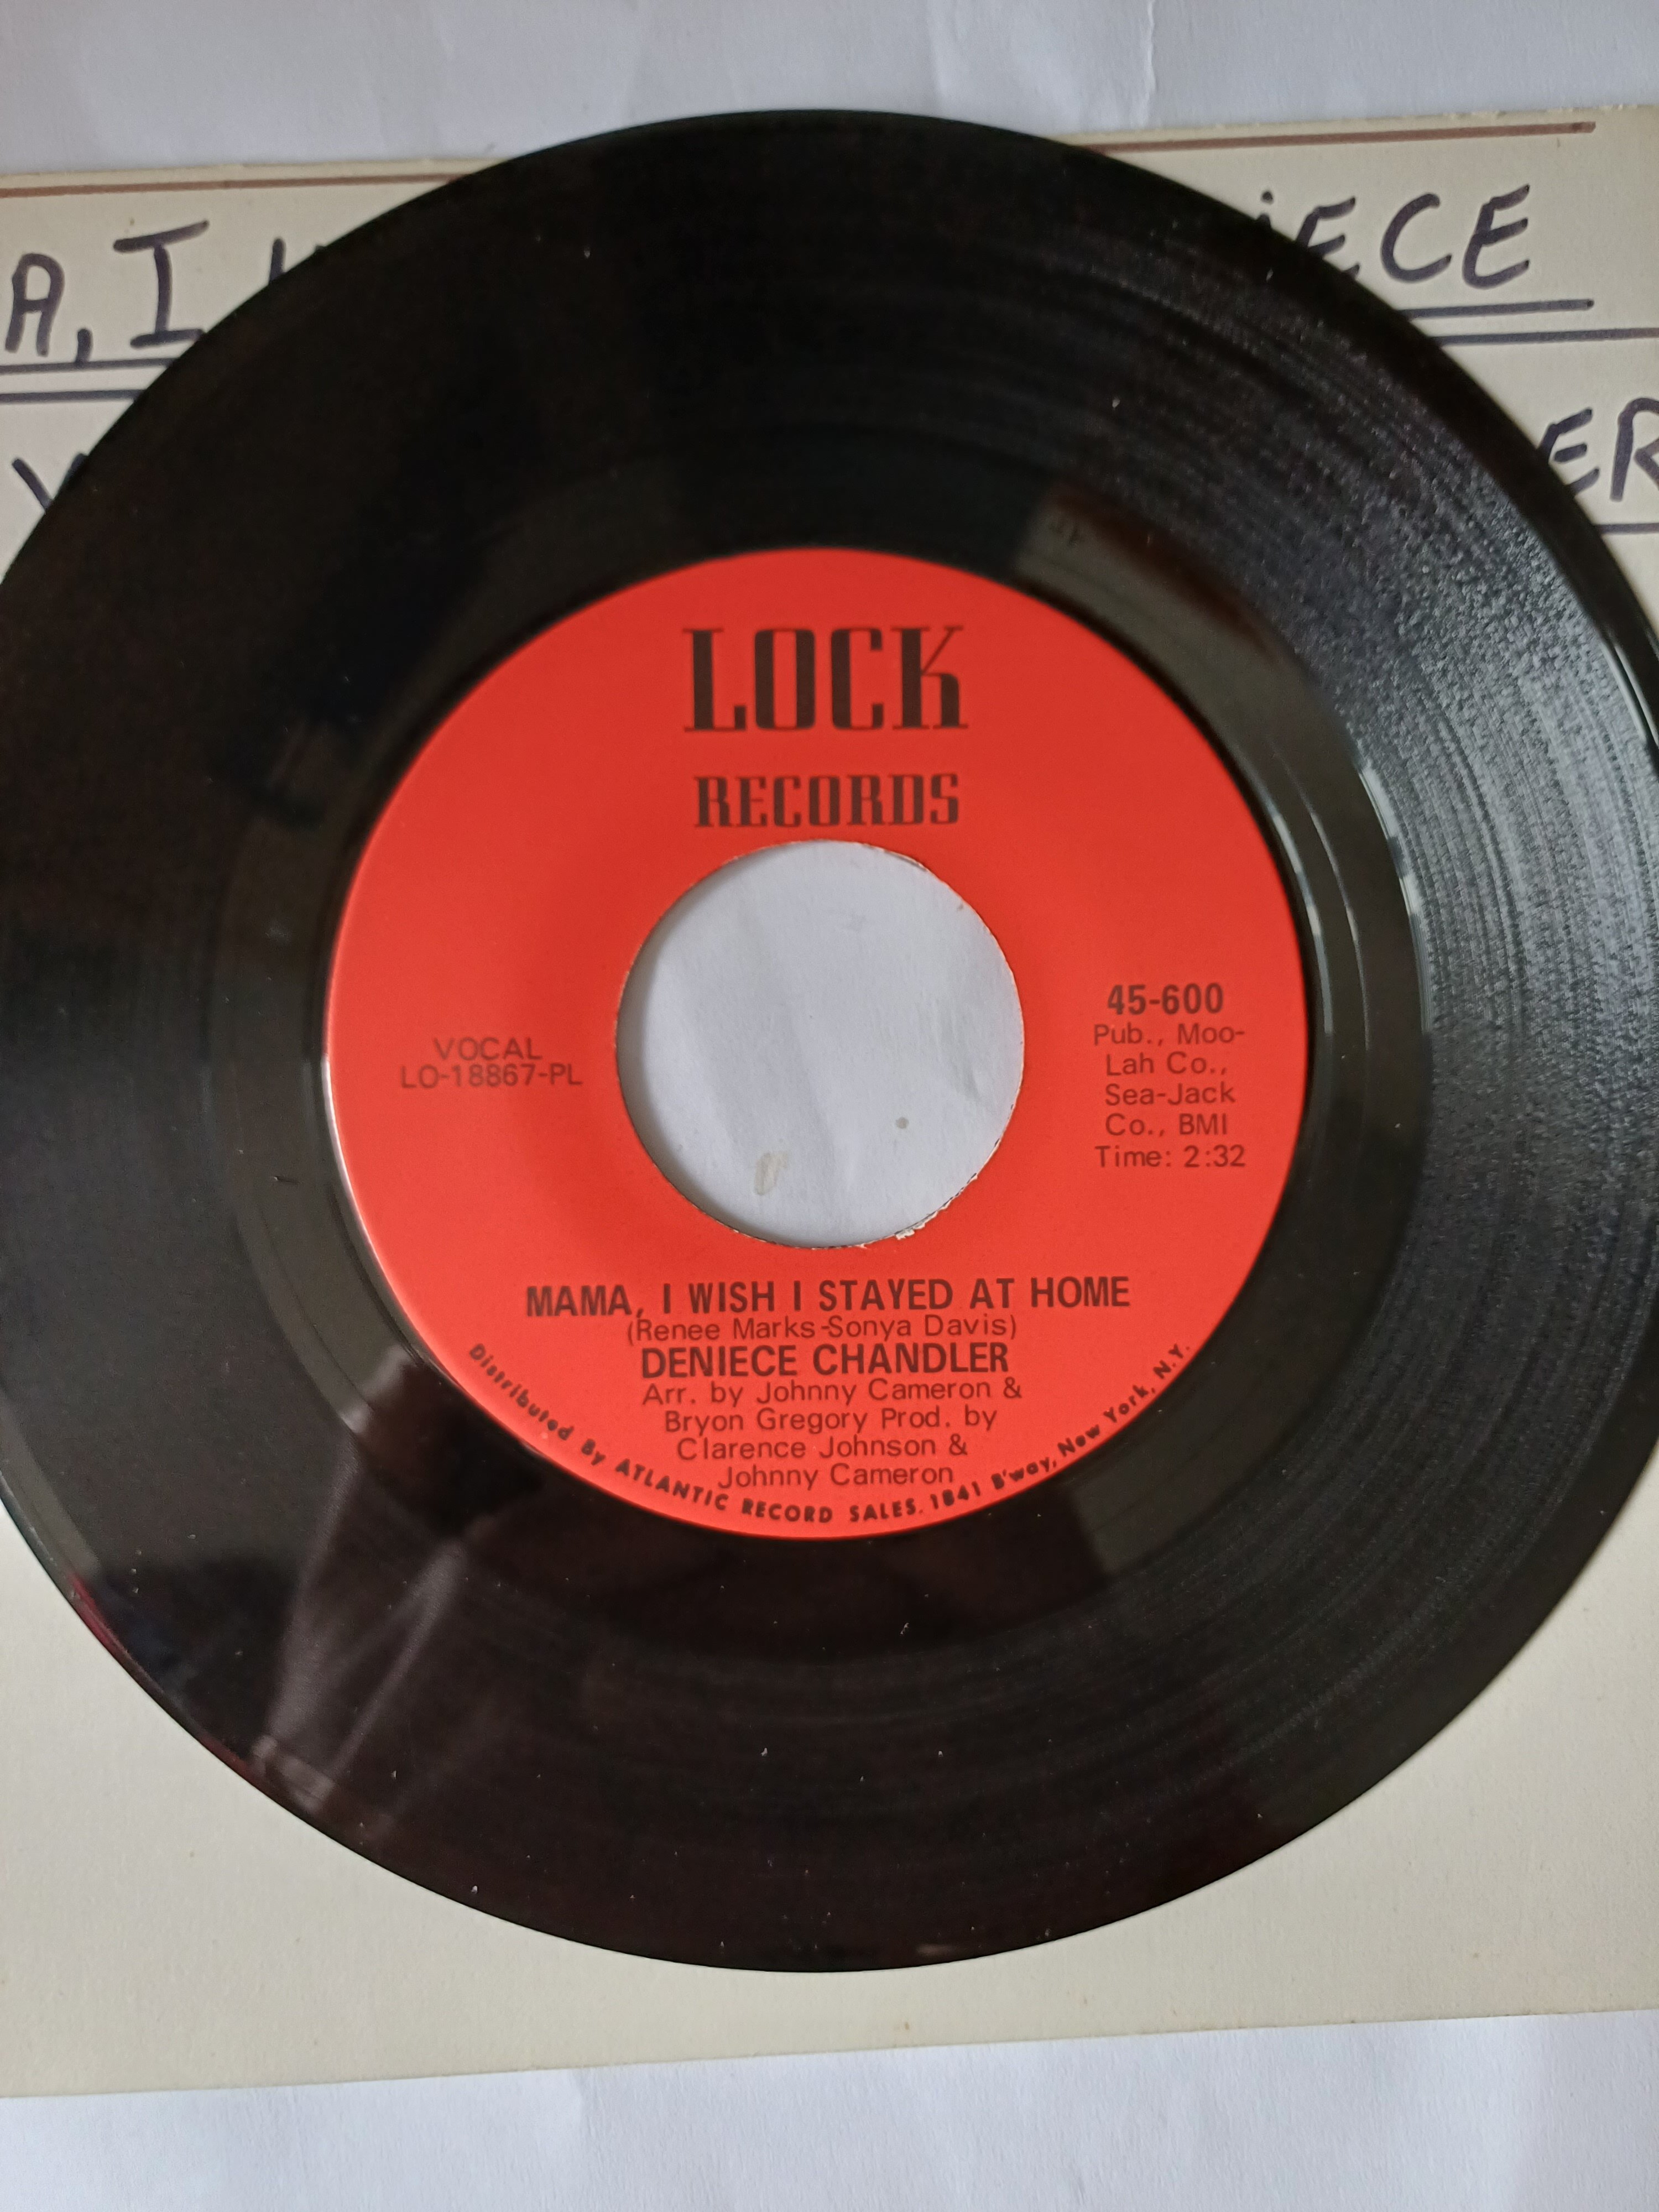 A, I
IECE
ER
LOCK
RECORDS
VOCAL
LO-18867-PL
45-600
Pub., Moo-
Lah Co.,
Sea-Jack
Co., BMI
Time: 2:32
MAMA, I WISH I STAYED AT HOME
(Renee Marks-Sonya Davis)
DENIECE CHANDLER
Arr. by Johnny Cameron &
Bryon Gregory Prod. by
Clarence Johnson &
Johnny Cameron
Distributed By ATLANTIC RECORD SALES. 1841 B'way, New York, N.Y.